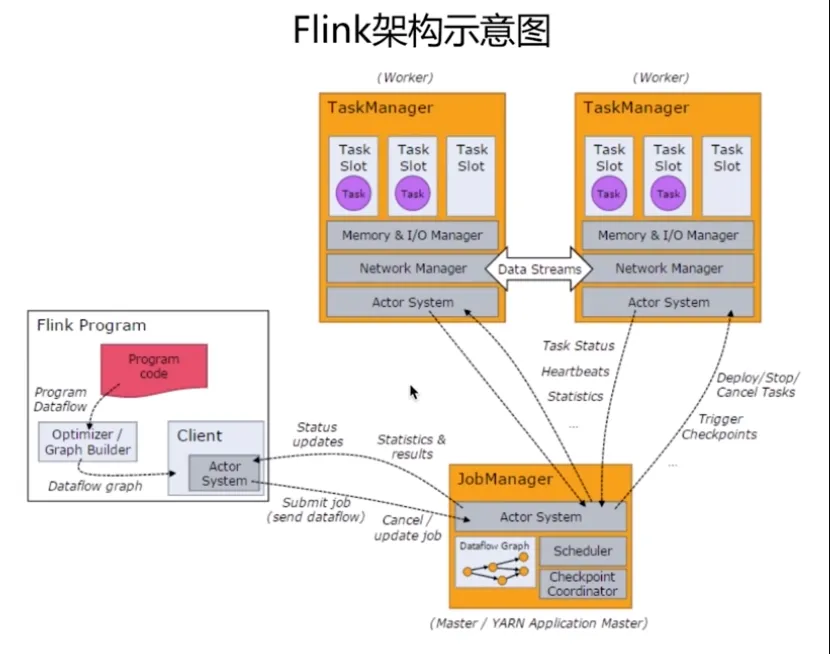 Flink架构示意图
(Worker)
TaskManager
Task
Slot
Task
Task
Slot
Task
Task
Slot
Memory & I/O Manager
Network Manager
Actor System
(Worker)
TaskManager
Task
Slot
Task
Task
Slot
Task
Task
Slot
Memory & I/O Manager
Network Manager
Actor System
Data Streams
Flink Program
Program
code
Program
Dataflow
Optimizer /
Graph Builder
Dataflow graph
Client
Actor
System
Status
updates
Statistics &
results
Submit job
(send dataflow)
Cancel /
update job
Task Status
Heartbeats
Statistics
...
Deploy/Stop/
Cancel Tasks
Trigger
Checkpoints
...
JobManager
Actor System
Dataflow Graph
Scheduler
Checkpoint
Coordinator
(Master / YARN Application Master)